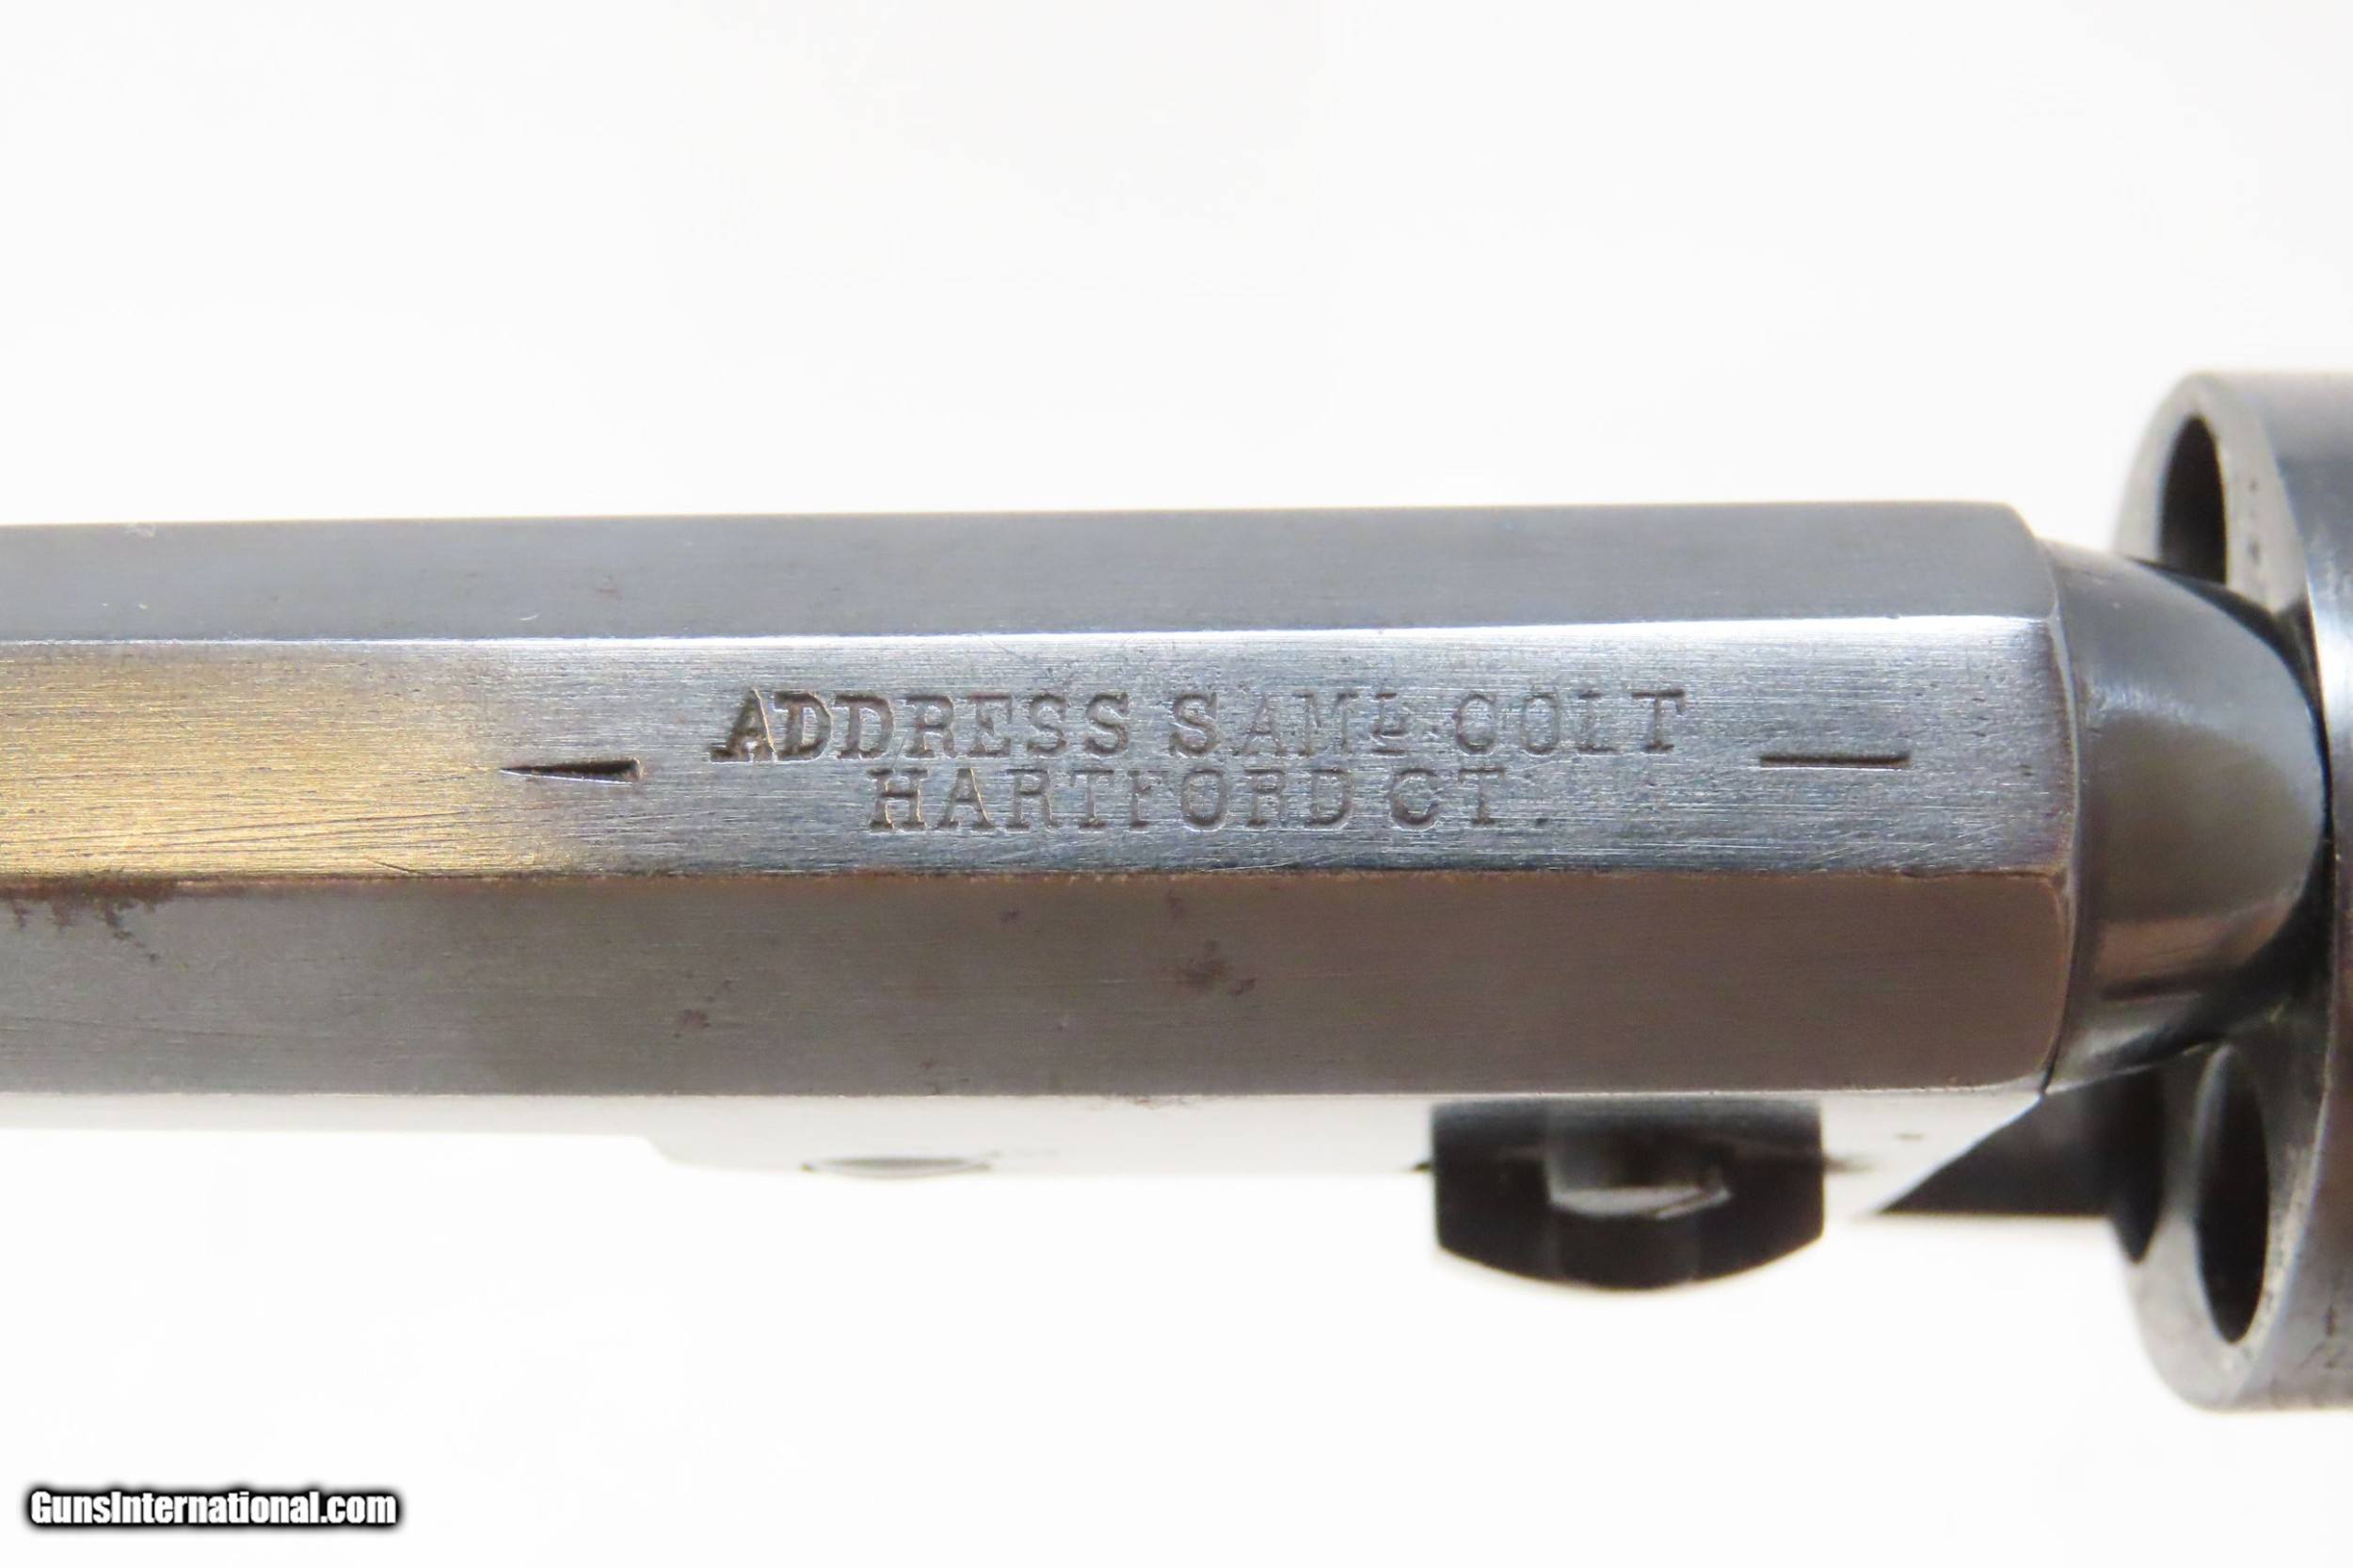 ADDRESS SAML COLT
HARTFORD CT.
GunsInternational.com